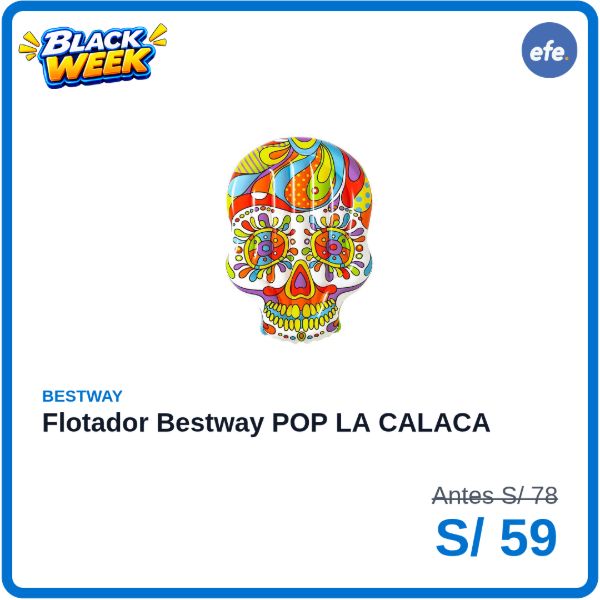 BLACK
WEEK
efe.
BESTWAY
Flotador Bestway POP LA CALACA
Antes S/ 78
S/ 59